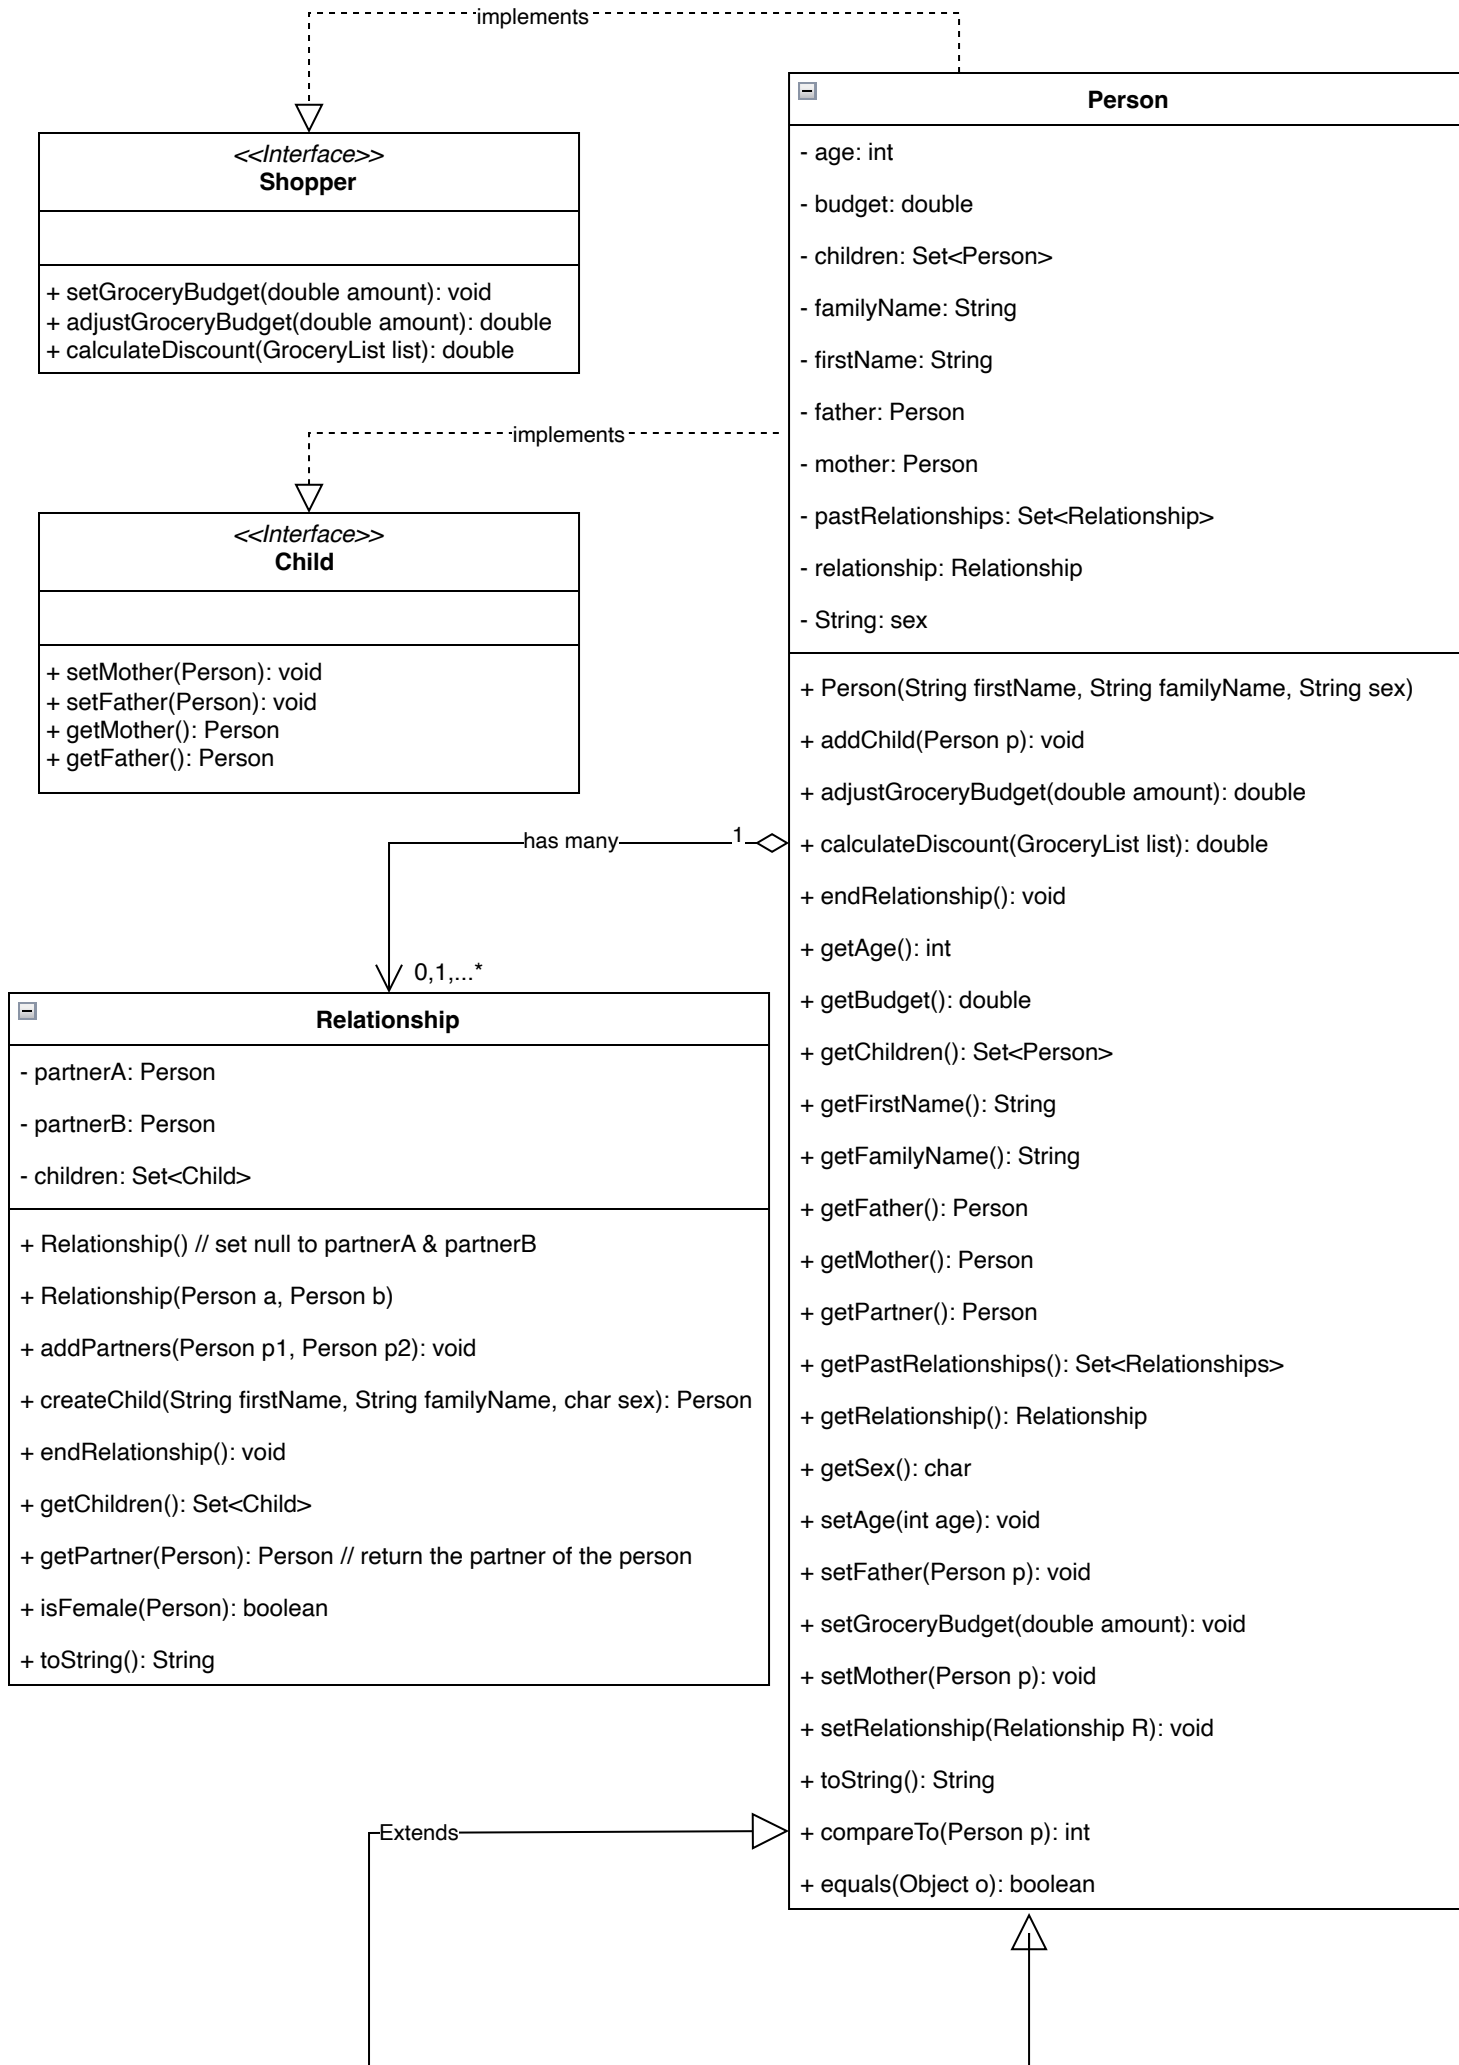 implements
<<Interface>>
Shopper
+ setGroceryBudget(double amount): void
+ adjustGroceryBudget(double amount): double
+ calculateDiscount(GroceryList list): double
implements
<<Interface>>
Child
+ setMother(Person): void
+ setFather(Person): void
+ getMother(): Person
+ getFather(): Person
has many
1
0,1,...*
Relationship
- partnerA: Person
- partnerB: Person
- children: Set<Child>
+ Relationship() // set null to partnerA & partnerB
+ Relationship(Person a, Person b)
+ addPartners(Person p1, Person p2): void
+ createChild(String firstName, String familyName, char sex): Person
+ endRelationship(): void
+ getChildren(): Set<Child>
+ getPartner(Person): Person // return the partner of the person
+ isFemale(Person): boolean
+ toString(): String
Person
- age: int
- budget: double
- children: Set<Person>
- familyName: String
- firstName: String
- father: Person
- mother: Person
- pastRelationships: Set<Relationship>
- relationship: Relationship
- String: sex
+ Person(String firstName, String familyName, String sex)
+ addChild(Person p): void
+ adjustGroceryBudget(double amount): double
+ calculateDiscount(GroceryList list): double
+ endRelationship(): void
+ getAge(): int
+ getBudget(): double
+ getChildren(): Set<Person>
+ getFirstName(): String
+ getFamilyName(): String
+ getFather(): Person
+ getMother(): Person
+ getPartner(): Person
+ getPastRelationships(): Set<Relationships>
+ getRelationship(): Relationship
+ getSex(): char
+ setAge(int age): void
+ setFather(Person p): void
+ setGroceryBudget(double amount): void
+ setMother(Person p): void
+ setRelationship(Relationship R): void
+ toString(): String
+ compareTo(Person p): int
+ equals(Object o): boolean
Extends